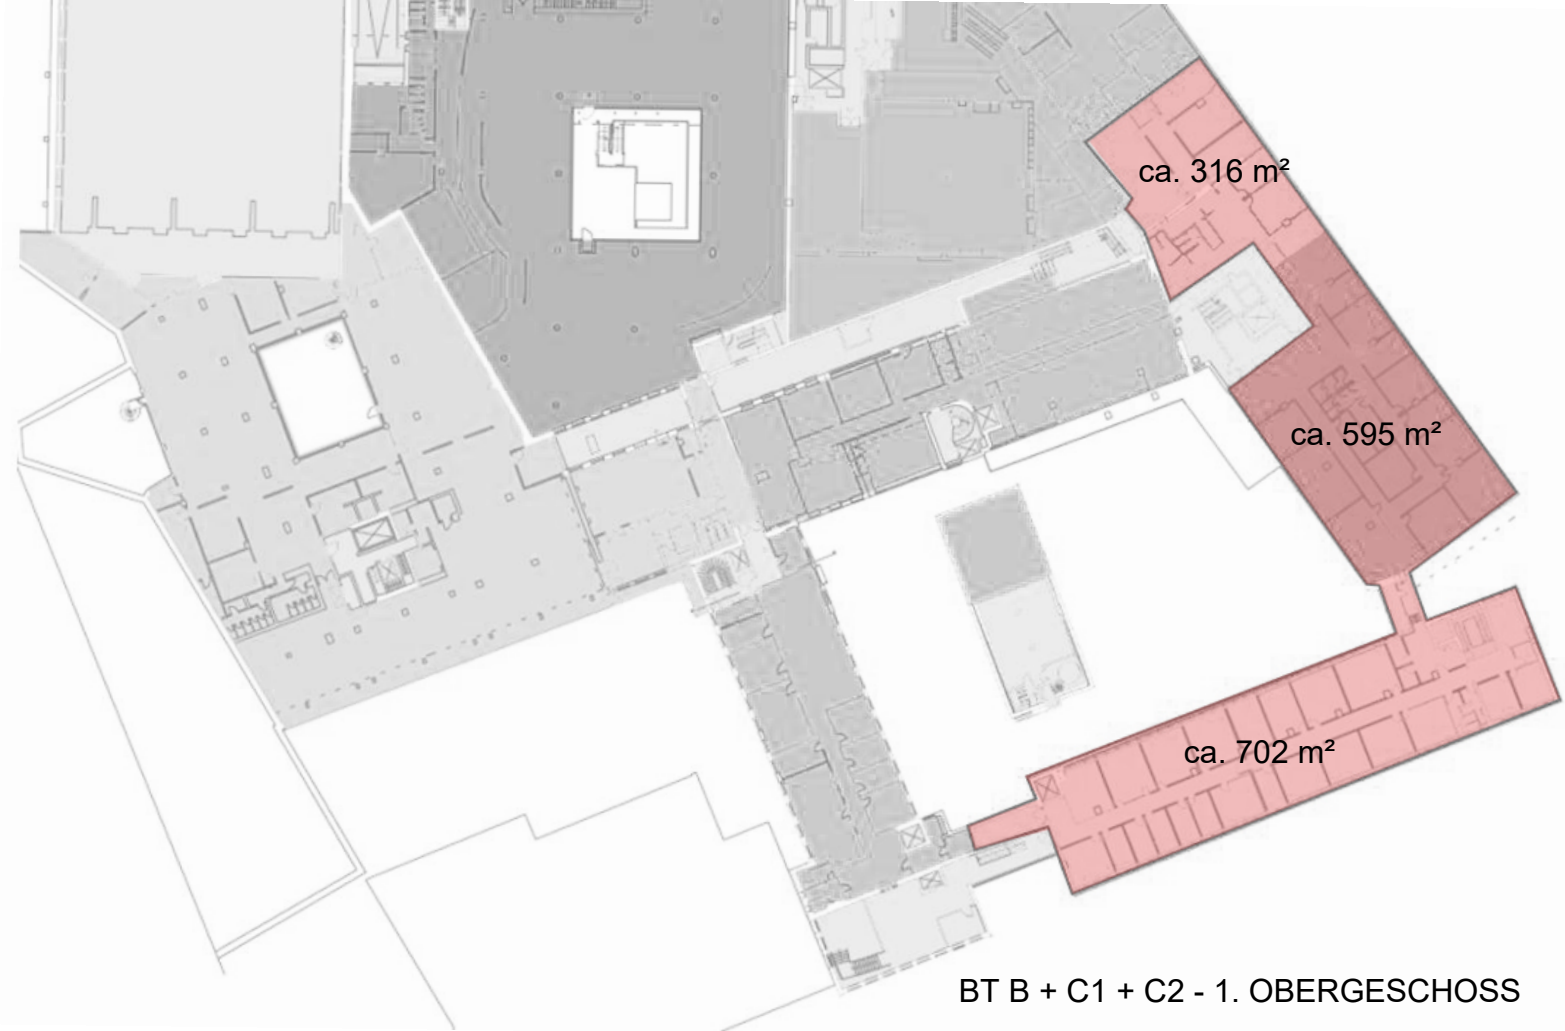 ca. 316 m²
ca. 595 m²
ca. 702 m²
BT B + C1 + C2 - 1. OBERGESCHOSS